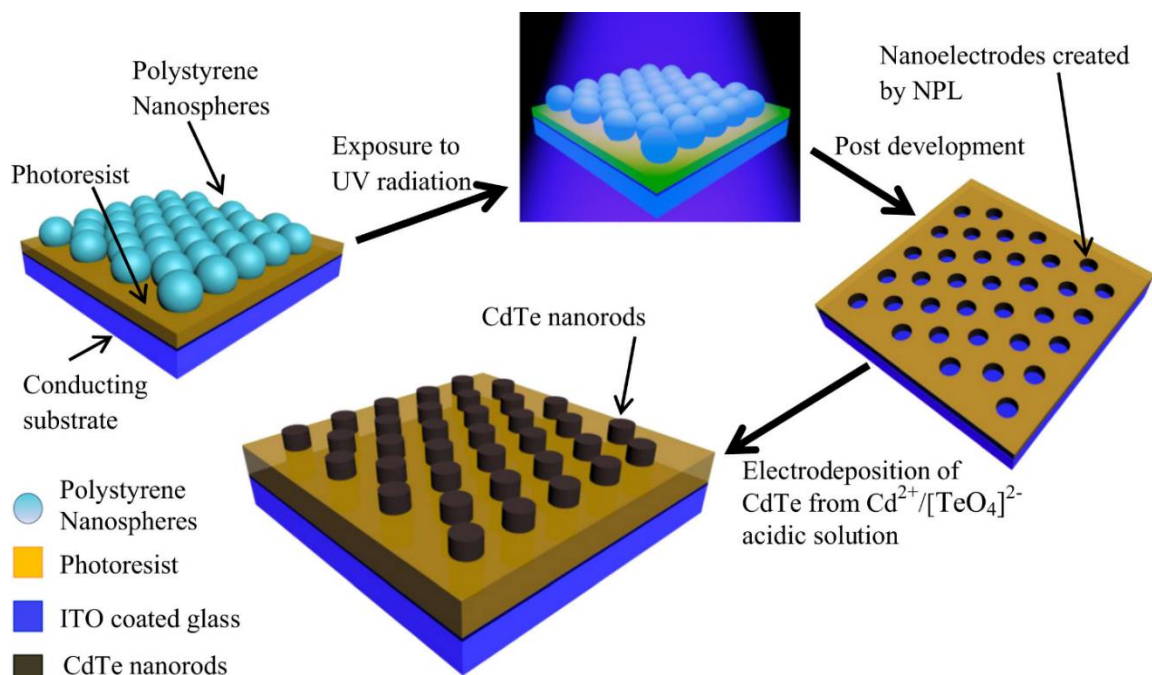 Polystyrene
Nanospheres
Photoresist
Conducting
substrate
Exposure to
UV radiation
Post development
Nanoelectrodes created
by NPL
Electrodeposition of
CdTe from Cd²⁺/[TeO₄]²⁻
acidic solution
CdTe nanorods
Polystyrene
Nanospheres
Photoresist
ITO coated glass
CdTe nanorods